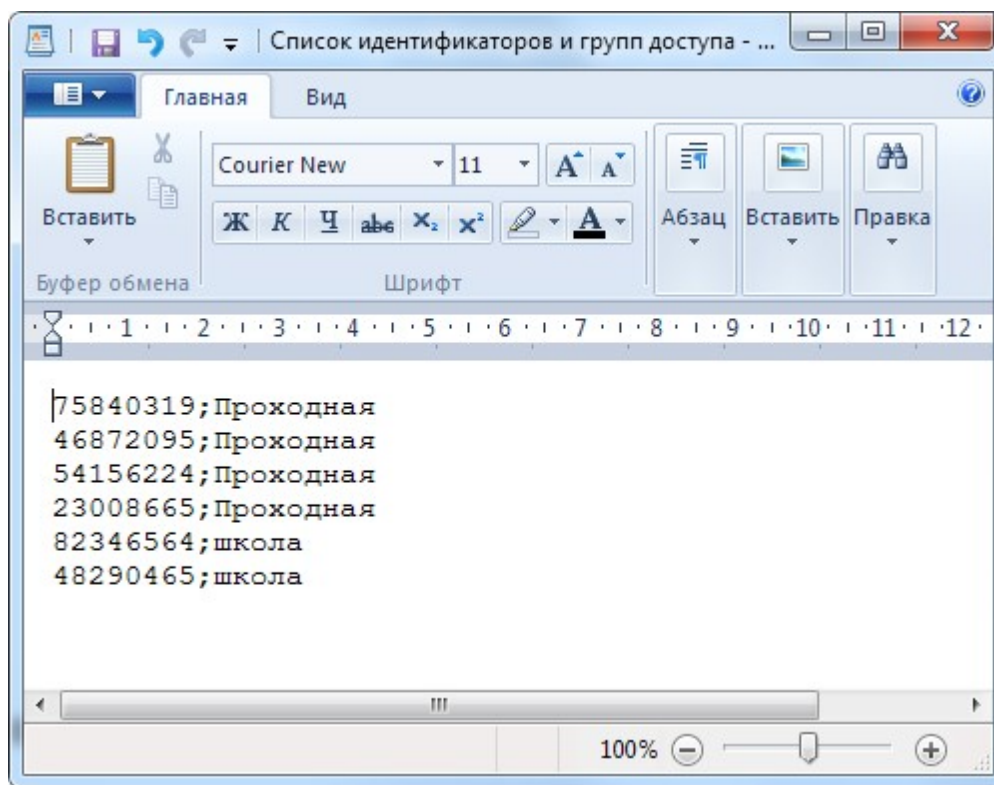 Список идентификаторов и групп доступа - ...
Главная Вид
Вставить
Буфер обмена
Courier New 11 A A
Ж К Ч abc X₂ X² A
Шрифт
Абзац
Вставить
Правка
1 2 3 4 5 6 7 8 9 10 11 12
75840319;Проходная
46872095;Проходная
54156224;Проходная
23008665;Проходная
82346564;школа
48290465;школа
100%